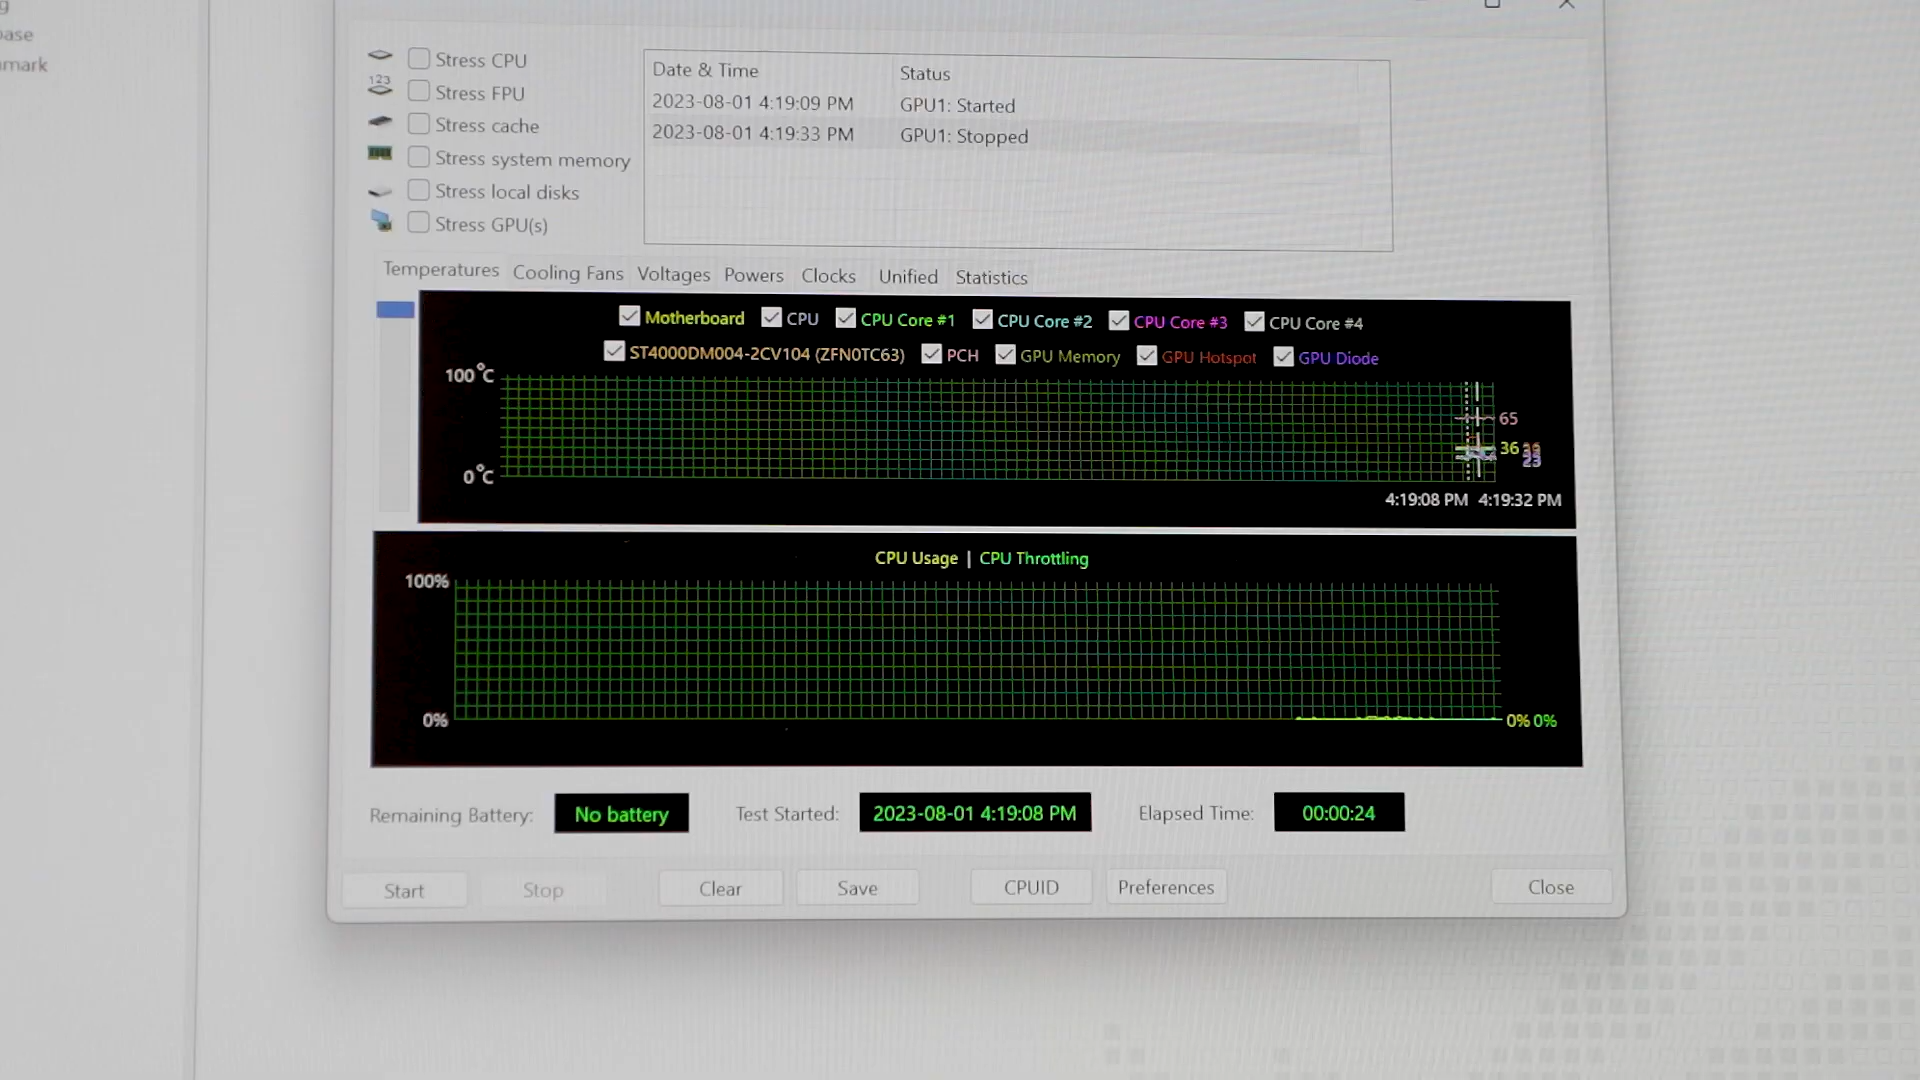 mark
Stress CPU
Stress FPU
Stress cache
Stress system memory
Stress local disks
Stress GPU(s)
Date & Time Status
2023-08-01 4:19:09 PM GPU1: Started
2023-08-01 4:19:33 PM GPU1: Stopped
Temperatures Cooling Fans Voltages Powers Clocks Unified Statistics
Motherboard CPU CPU Core #1 CPU Core #2 CPU Core #3 CPU Core #4
ST4000DM004-2CV104 (ZFN0TC63) PCH GPU Memory GPU Hotspot GPU Diode
100°C
65
36
23
0°C
4:19:08 PM 4:19:32 PM
CPU Usage | CPU Throttling
100%
0% 0% 0%
Remaining Battery: No battery Test Started: 2023-08-01 4:19:08 PM Elapsed Time: 00:00:24
Start Stop Clear Save CPUID Preferences Close